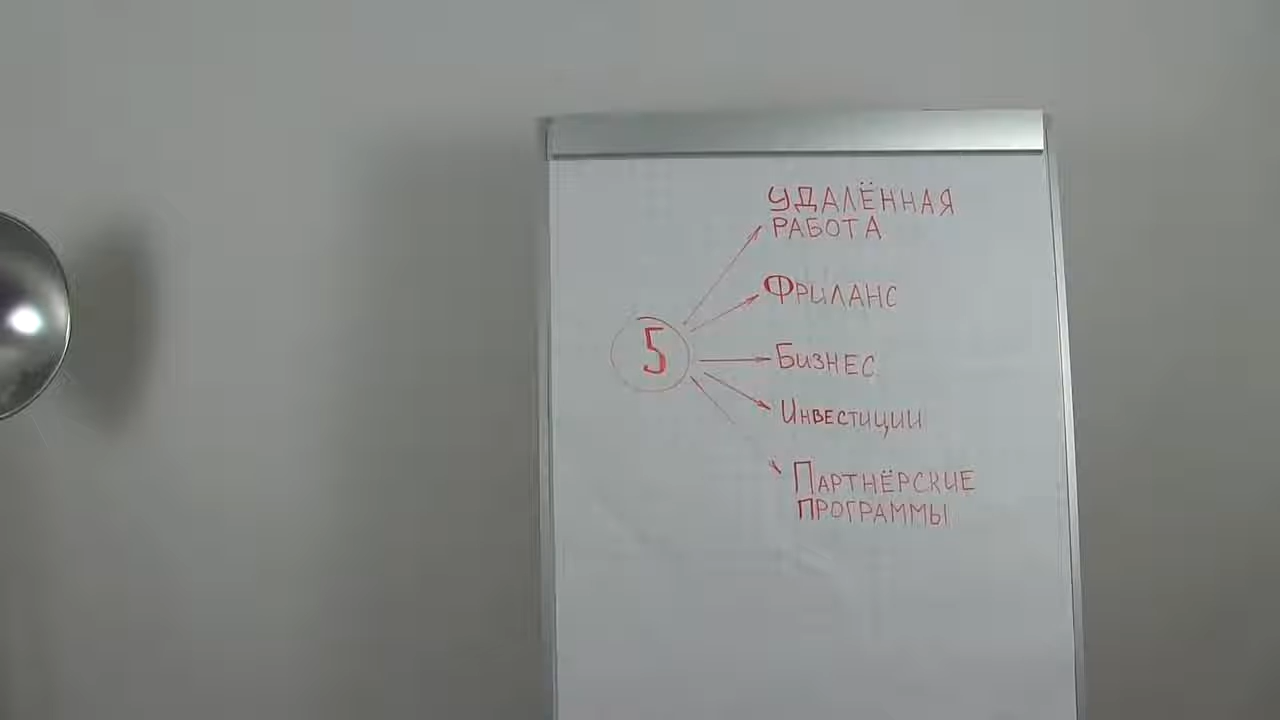 УДАЛЁННАЯ
РАБОТА
ФРИЛАНС
5
БИЗНЕС
ИНВЕСТИЦИИ
ПАРТНЁРСКИЕ
ПРОГРАММЫ